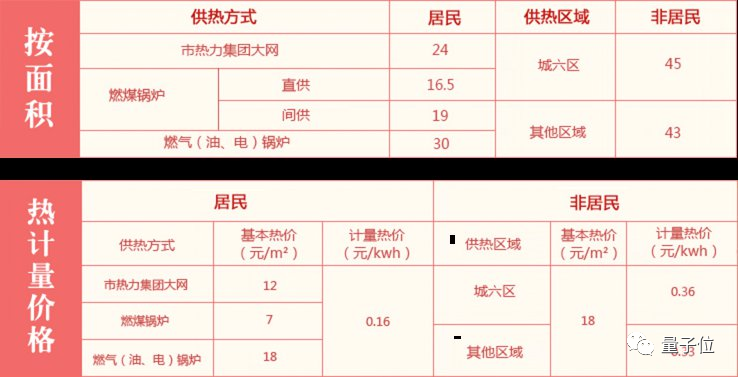 按面积
供热方式 居民 供热区域 非居民
市热力集团大网 24 城六区 45
燃煤锅炉 直供 16.5
间供 19 其他区域 43
燃气（油、电）锅炉 30
热计量价格
居民 非居民
供热方式 基本热价（元/m²） 计量热价（元/kwh） 供热区域 基本热价（元/m²） 计量热价（元/kwh）
市热力集团大网 12 0.16 城六区 18 0.36
燃煤锅炉 7
燃气（油、电）锅炉 18 其他区域 0.33
量子位